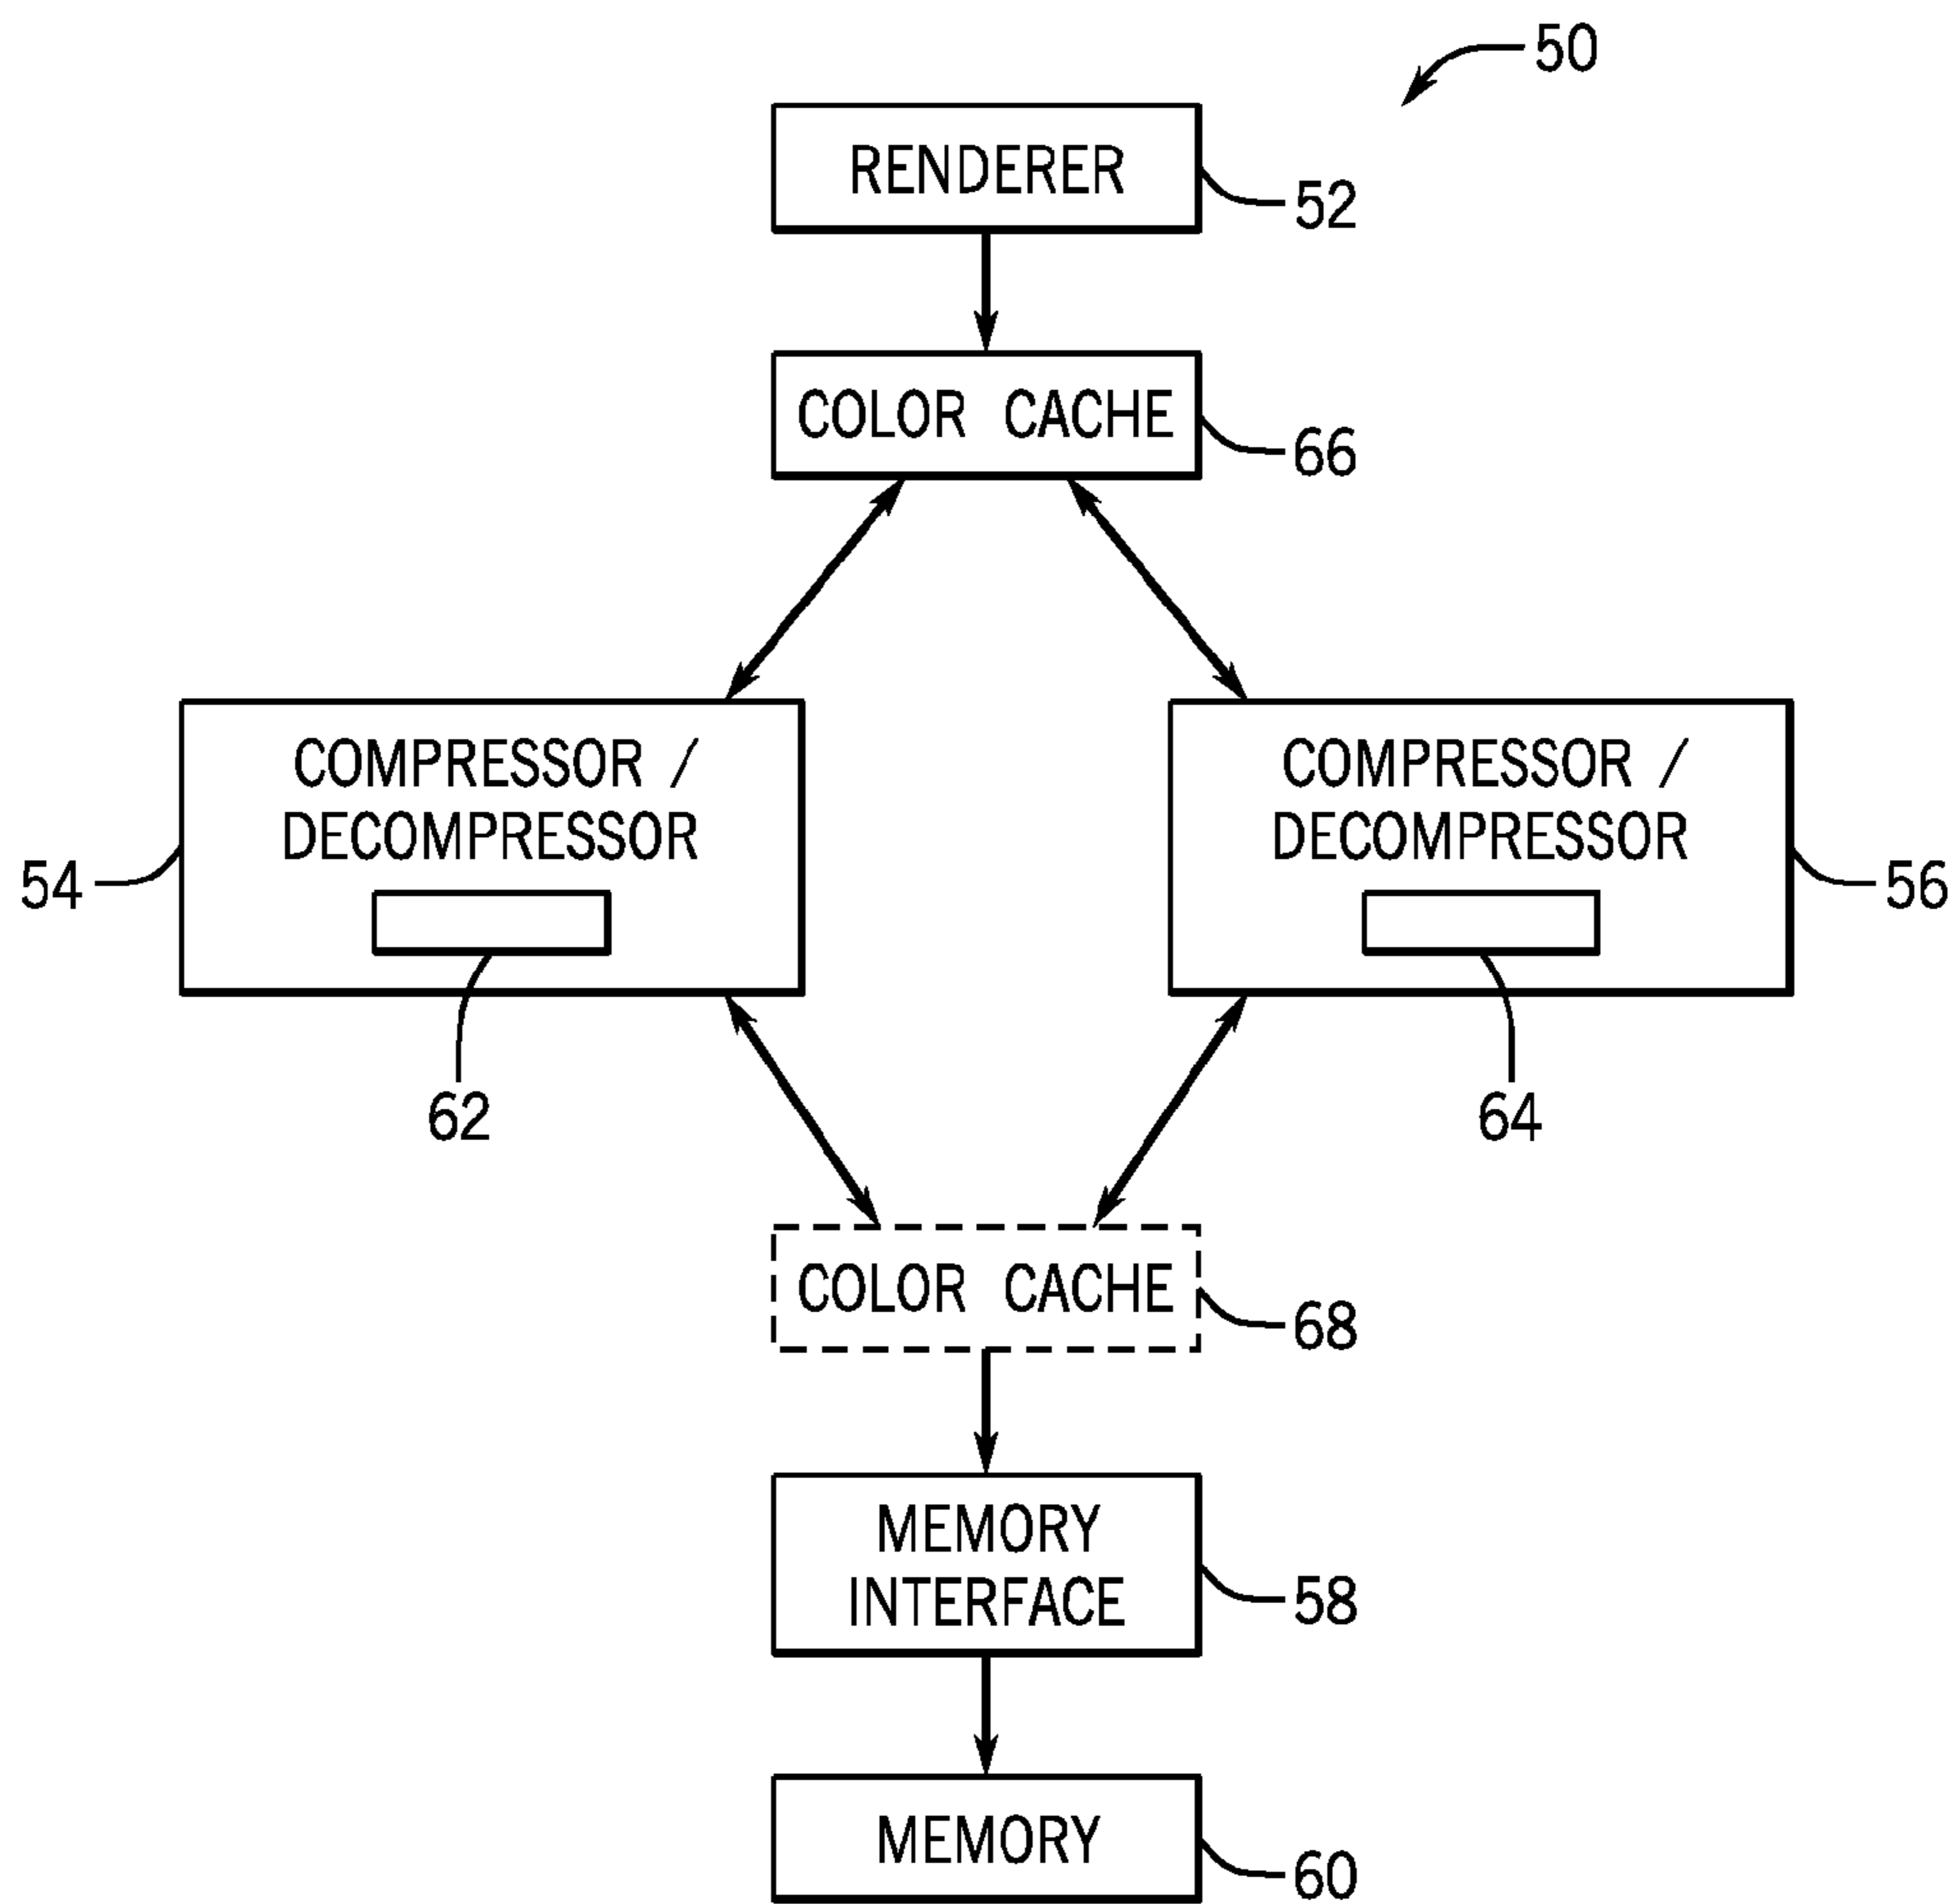 50
RENDERER
52
COLOR CACHE
66
COMPRESSOR /
DECOMPRESSOR
54
62
COMPRESSOR /
DECOMPRESSOR
56
64
COLOR CACHE
68
MEMORY
INTERFACE
58
MEMORY
60